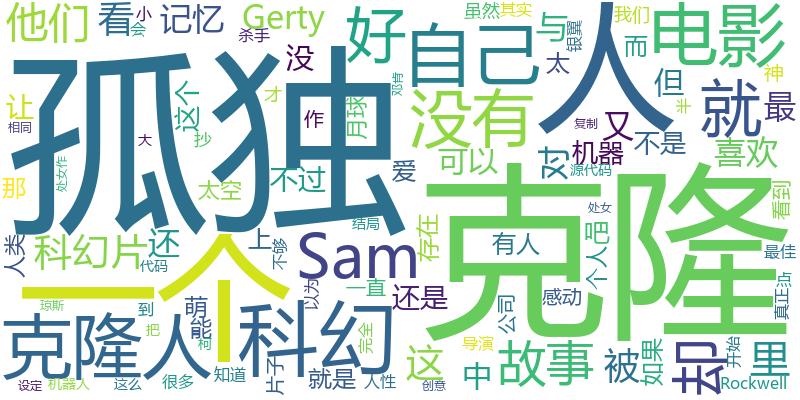 他们
看
会
小
记忆
Gerty
杀手
没
好
自己
虽然
其实
与
太
银翼
人
我们
而
电影
神
但
半
最
就
孤独
让
相同
这个
抄
那
处女作
大
太空
才
作
月球
邓肯
不过
爱
没有
可以
对
又
机器
复制
不是
源代码
喜欢
看到
人类
科幻片
还
代码
上
结局
不够
一个
Sam
存在
克隆
有人
处女
个人
吧
最佳
琼斯
到
把
萌
能
科幻
以为
一直
还是
公司
感动
真正
克隆人
完全
这
导演
故事
中
被
如果
却
开始
里
设定
机器人
这么
很多
知道
片子
就是
人性
创意
Rockwell